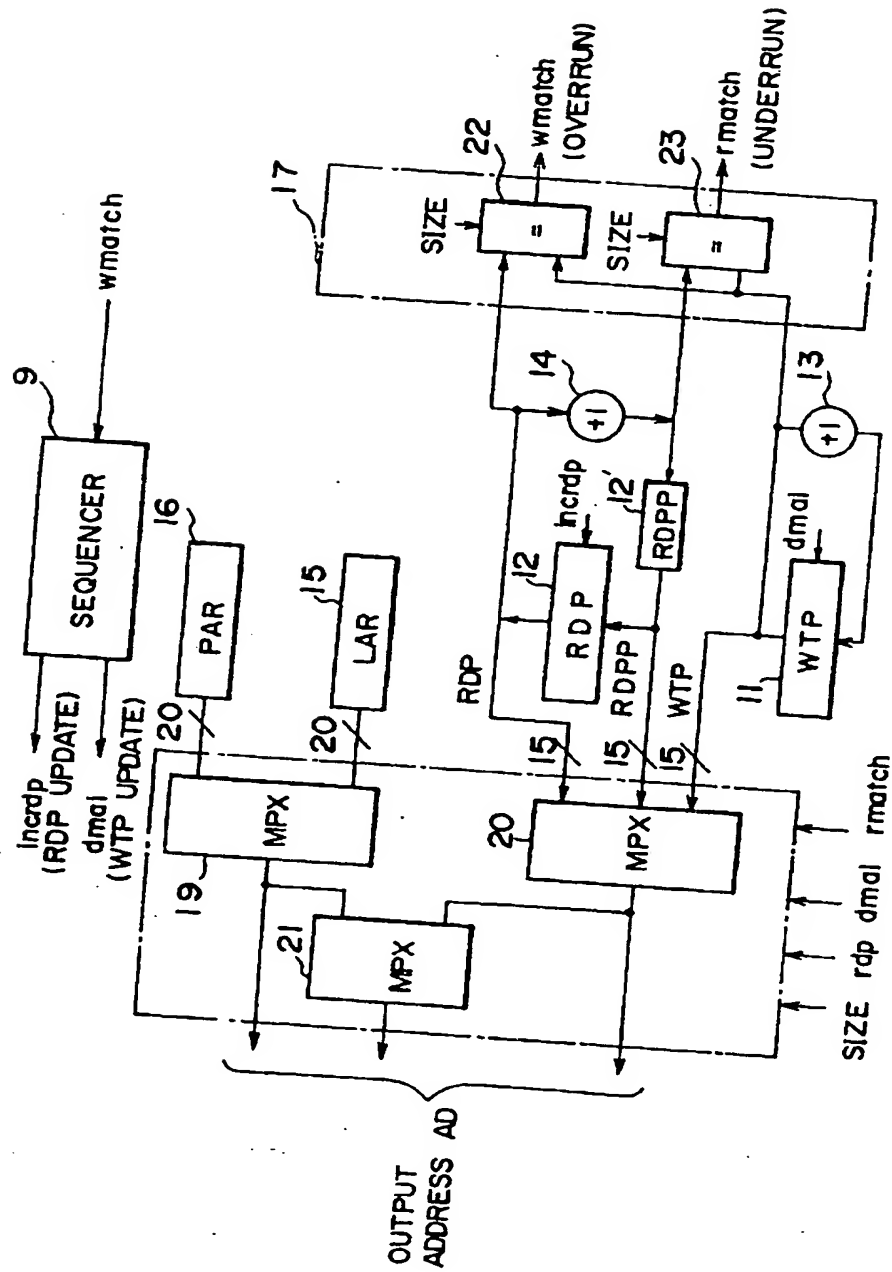 9
SEQUENCER
wmatch
incrdp
(RDP UPDATE)
dmal
(WTP UPDATE)
16
PAR
20
15
LAR
20
19
MPX
21
MPX
20
MPX
OUTPUT
ADDRESS AD
RDP
15
RDPP
15
WTP
15
12
RDP
incrdp
12'
RDPP
14
+1
11
WTP
dmal
13
+1
17
SIZE
22
=
wmatch
(OVERRUN)
SIZE
23
=
rmatch
(UNDERRUN)
SIZE rdp dmal rmatch